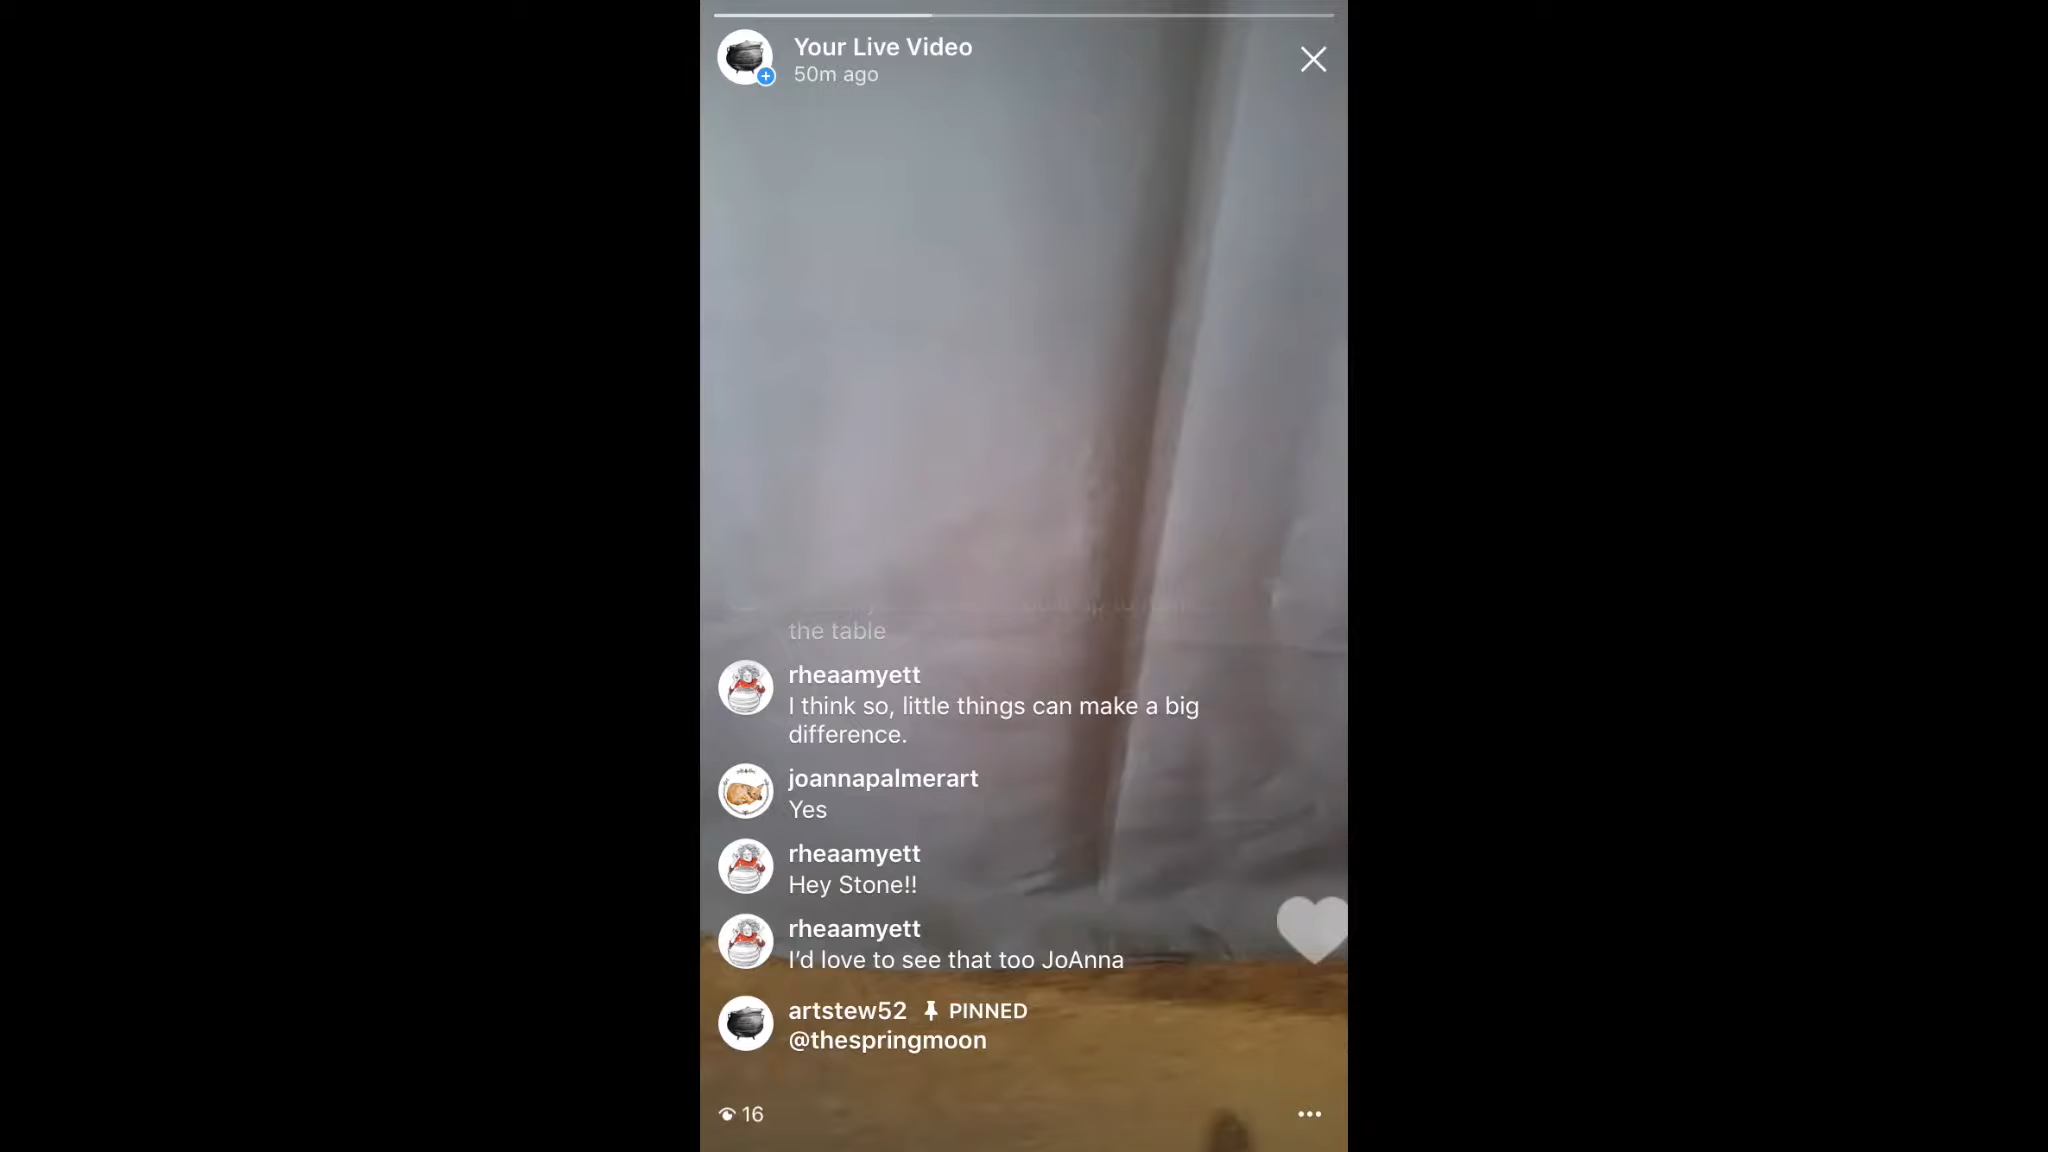 Your Live Video
50m ago
the table
rheaamyett
I think so, little things can make a big
difference.
joannapalmerart
Yes
rheaamyett
Hey Stone!!
rheaamyett
I'd love to see that too JoAnna
artstew52 PINNED
@thespringmoon
16